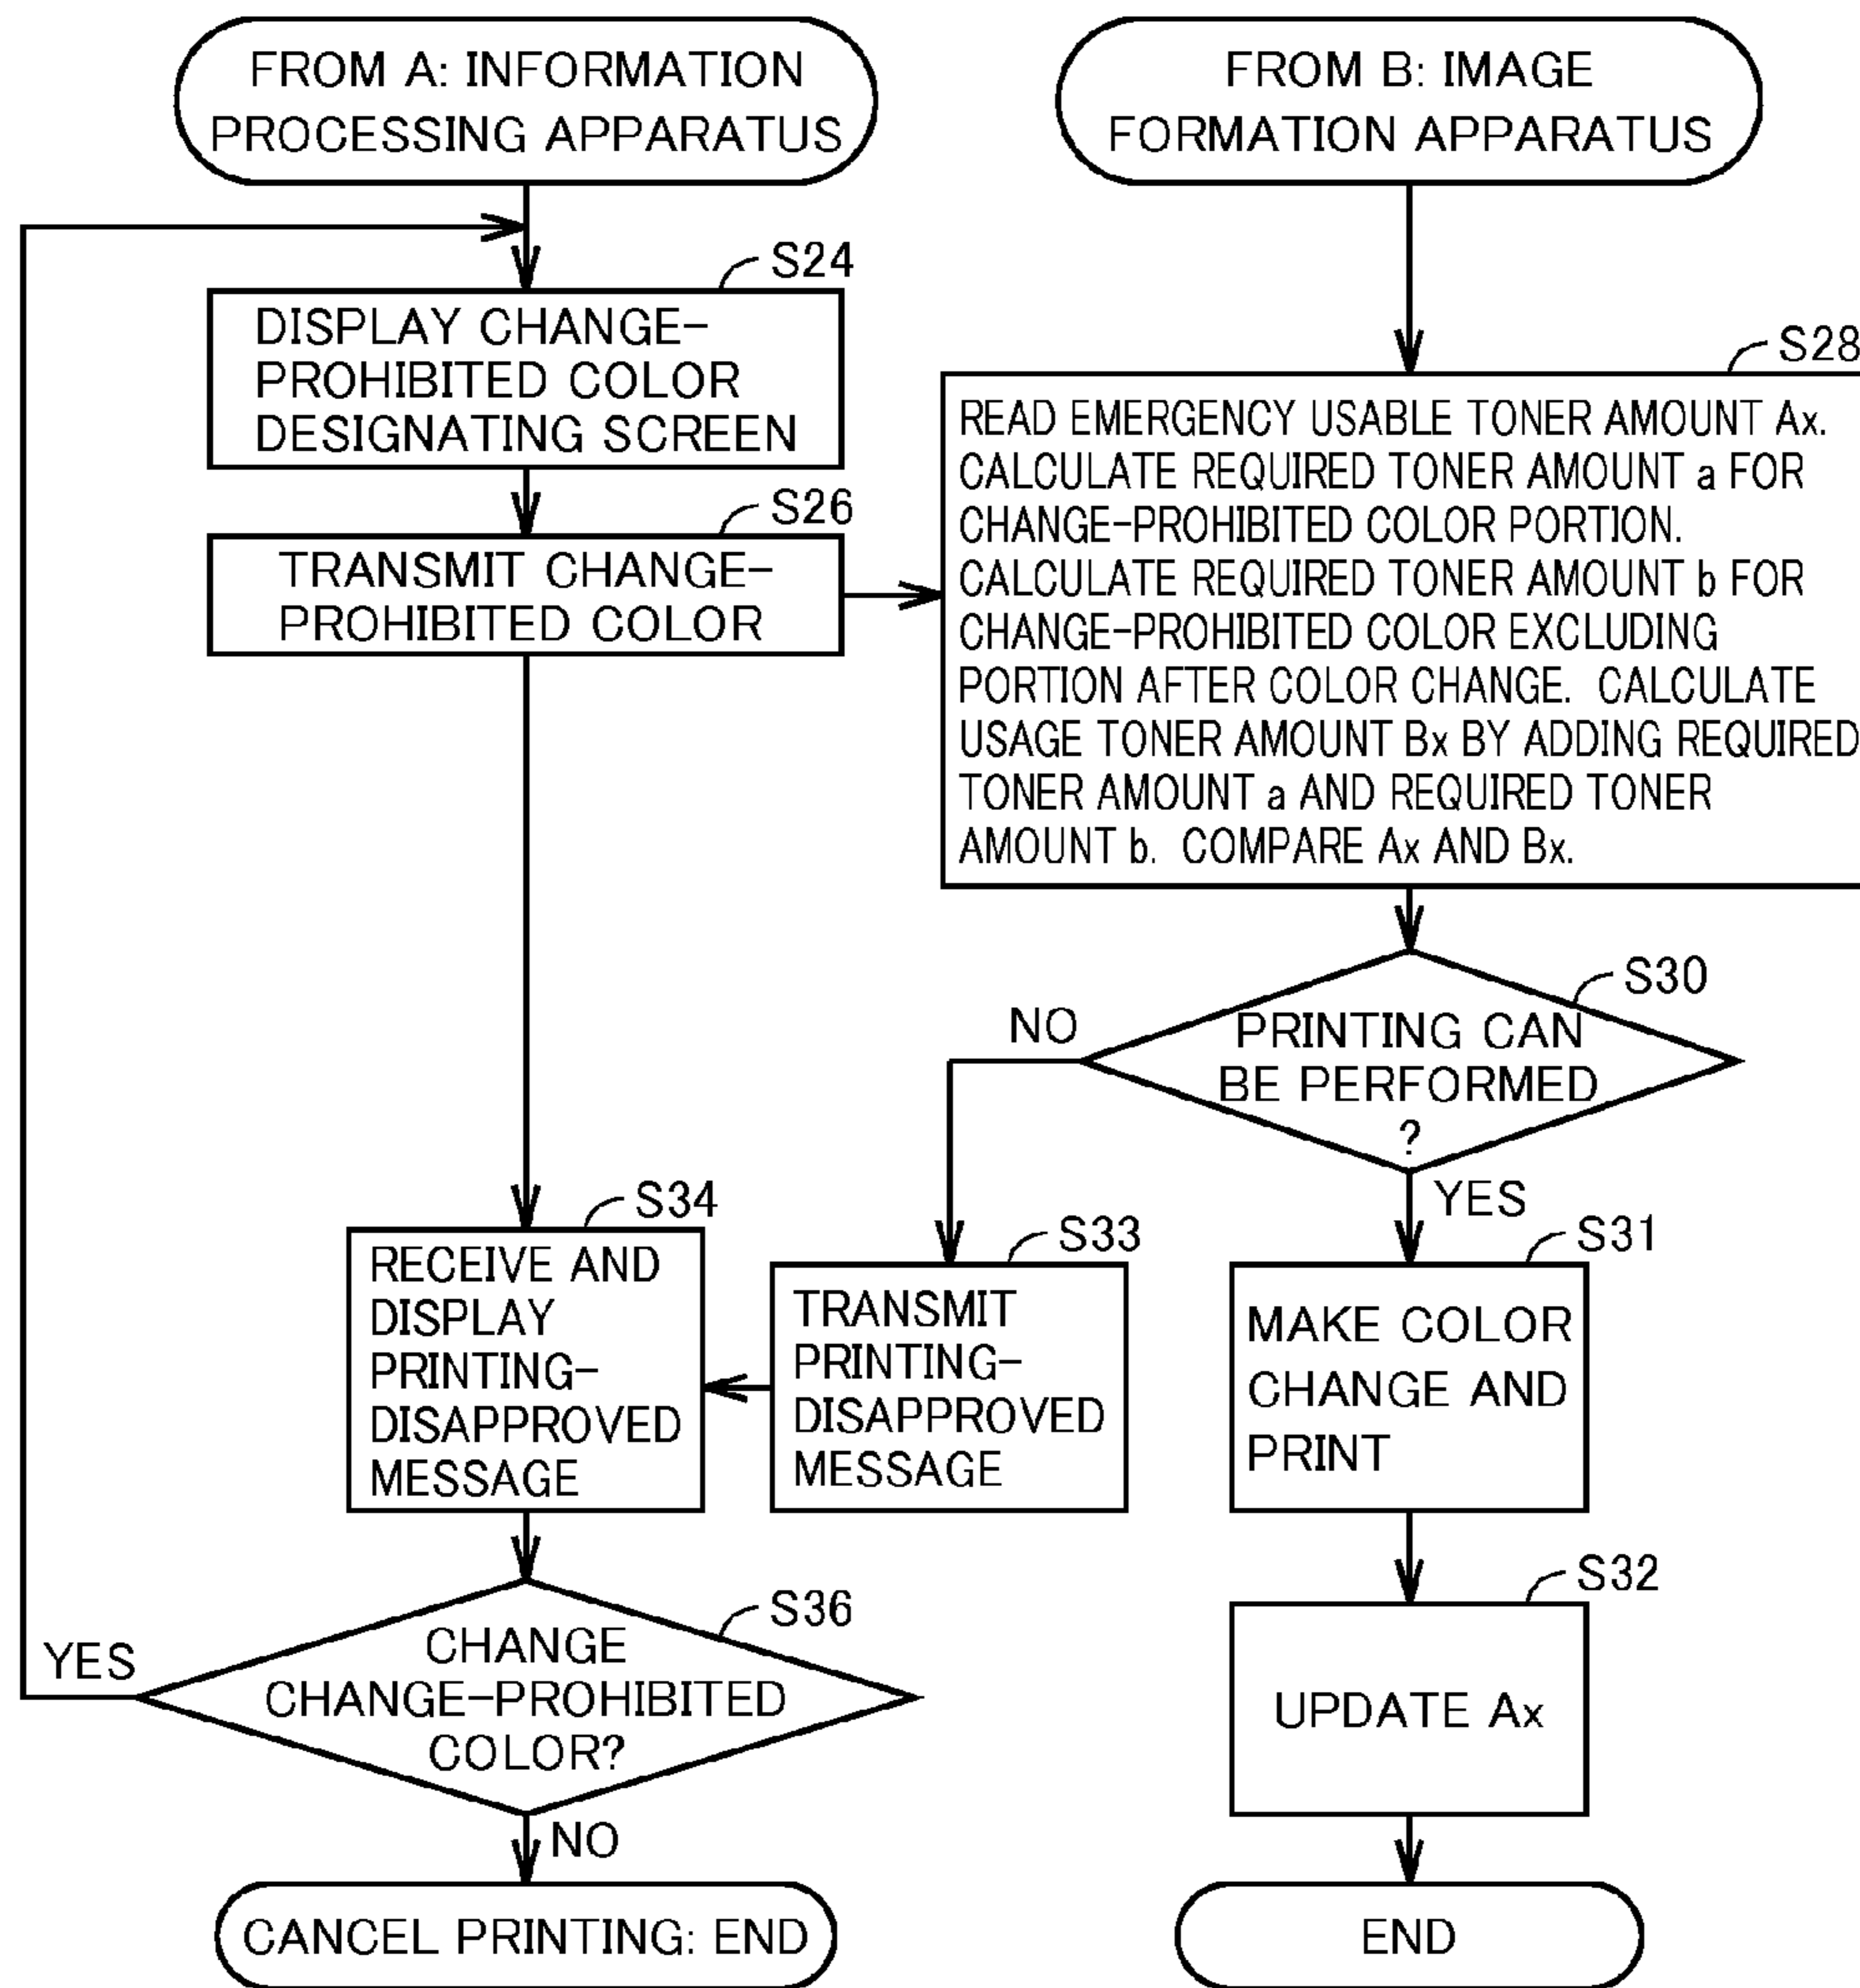 FROM A: INFORMATION
PROCESSING APPARATUS
FROM B: IMAGE
FORMATION APPARATUS
S24
DISPLAY CHANGE-
PROHIBITED COLOR
DESIGNATING SCREEN
S26
TRANSMIT CHANGE-
PROHIBITED COLOR
S28
READ EMERGENCY USABLE TONER AMOUNT Ax.
CALCULATE REQUIRED TONER AMOUNT a FOR
CHANGE-PROHIBITED COLOR PORTION.
CALCULATE REQUIRED TONER AMOUNT b FOR
CHANGE-PROHIBITED COLOR EXCLUDING
PORTION AFTER COLOR CHANGE. CALCULATE
USAGE TONER AMOUNT Bx BY ADDING REQUIRED
TONER AMOUNT a AND REQUIRED TONER
AMOUNT b. COMPARE Ax AND Bx.
S30
PRINTING CAN
BE PERFORMED
?
NO
YES
S34
RECEIVE AND
DISPLAY
PRINTING-
DISAPPROVED
MESSAGE
S33
TRANSMIT
PRINTING-
DISAPPROVED
MESSAGE
S31
MAKE COLOR
CHANGE AND
PRINT
S36
CHANGE
CHANGE-PROHIBITED
COLOR?
YES
NO
S32
UPDATE Ax
CANCEL PRINTING: END
END